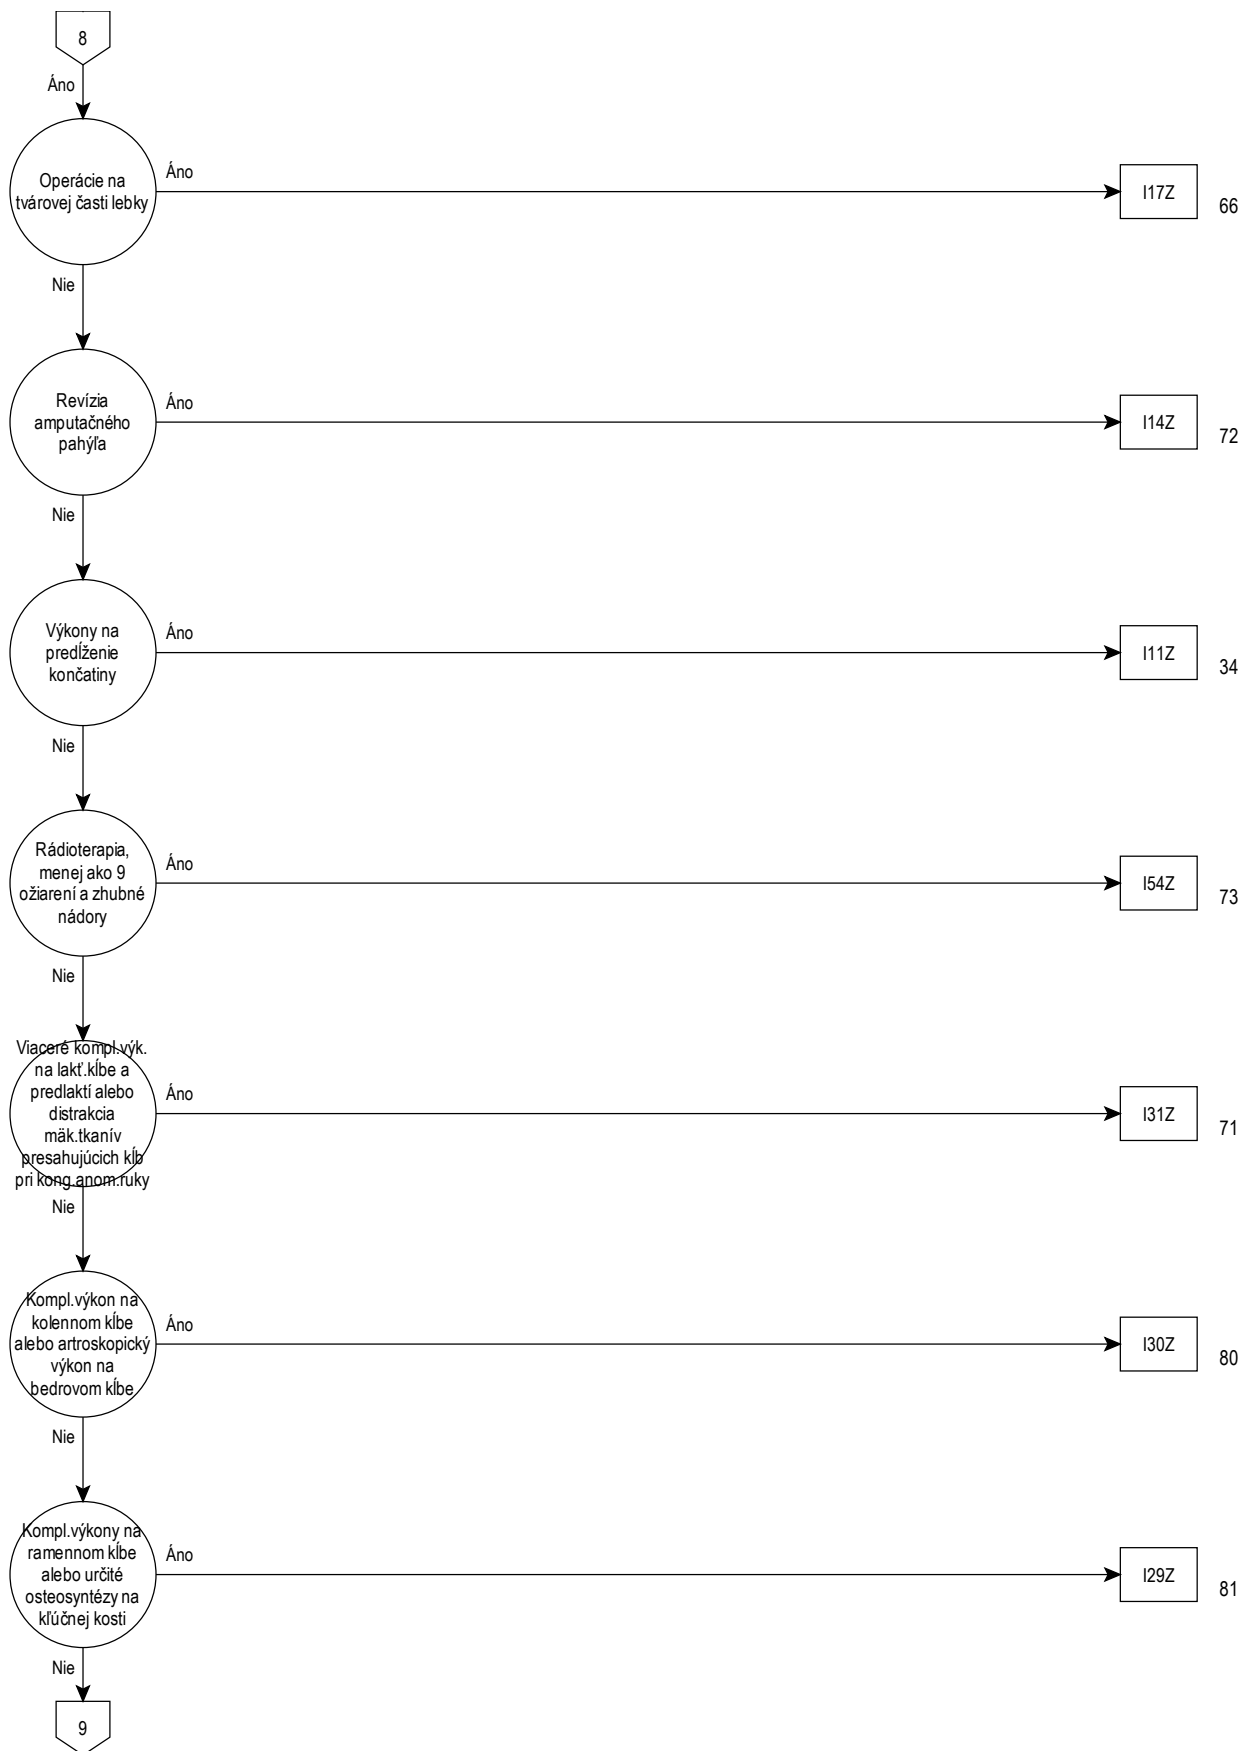 8
Áno
Operácie na
tvárovej časti lebky
Áno
I17Z
66
Nie
Revízia
amputačného
pahýľa
Áno
I14Z
72
Nie
Výkony na
predĺženie
končatiny
Áno
I11Z
34
Nie
Rádioterapia,
menej ako 9
ožiarení a zhubné
nádory
Áno
I54Z
73
Nie
Viaceré kompl.výk.
na lakť.kĺbe a
predlaktí alebo
distrakcia
mäk.tkanív
presahujúcich kĺb
pri kong.anom.ruky
Áno
I31Z
71
Nie
Kompl.výkon na
kolennom kĺbe
alebo artroskopický
výkon na
bedrovom kĺbe
Áno
I30Z
80
Nie
Kompl.výkony na
ramennom kĺbe
alebo určité
osteosyntézy na
kľúčnej kosti
Áno
I29Z
81
Nie
9